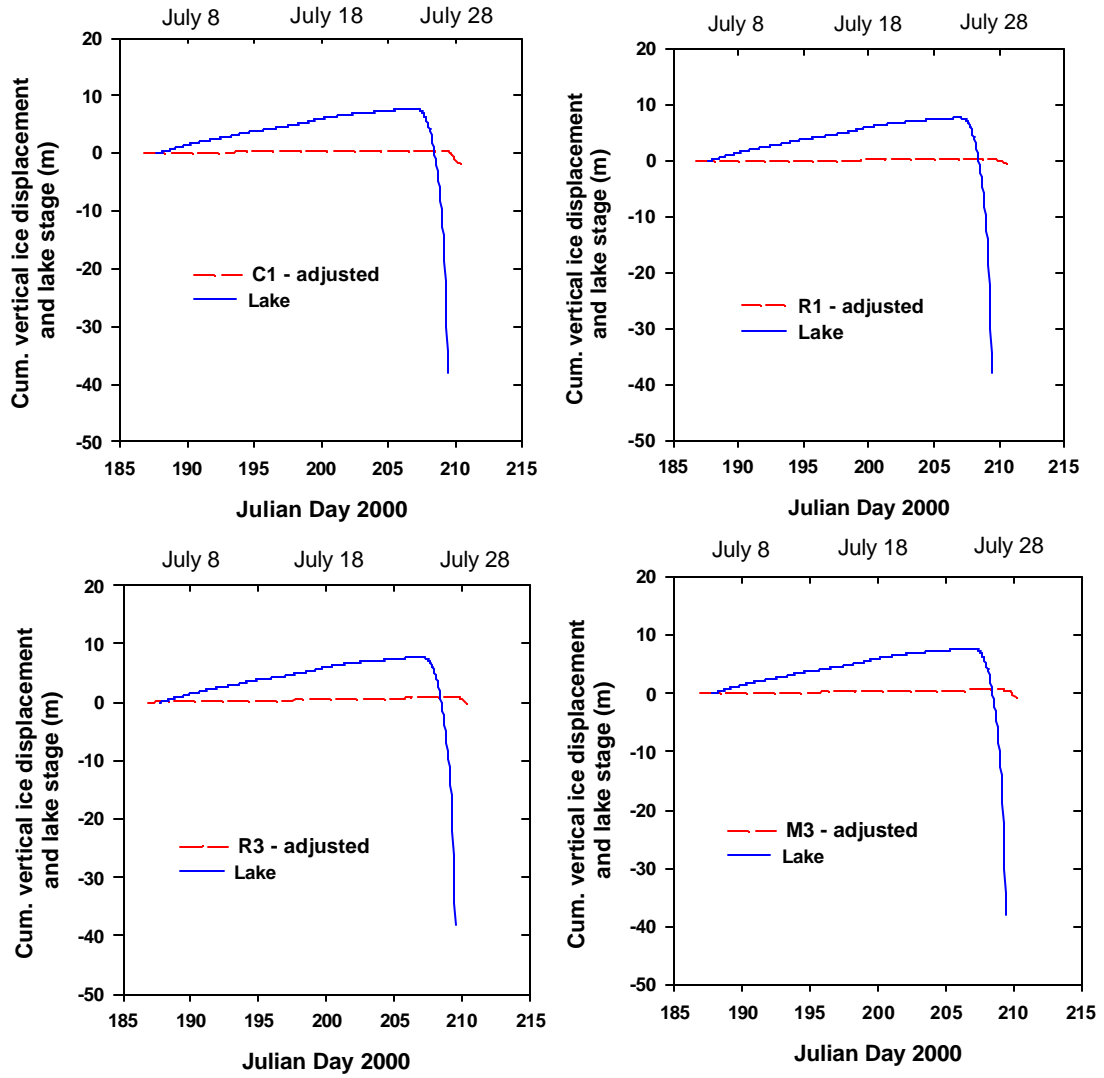 July 8 July 18 July 28
20
10
0
-10
-20
-30
-40
-50
Cum. vertical ice displacement
and lake stage (m)
C1 - adjusted
Lake
185 190 195 200 205 210 215
Julian Day 2000
July 8 July 18 July 28
20
10
0
-10
-20
-30
-40
-50
Cum. vertical ice displacement
and lake stage (m)
R1 - adjusted
Lake
185 190 195 200 205 210 215
Julian Day 2000
July 8 July 18 July 28
20
10
0
-10
-20
-30
-40
-50
Cum. vertical ice displacement
and lake stage (m)
R3 - adjusted
Lake
185 190 195 200 205 210 215
Julian Day 2000
July 8 July 18 July 28
20
10
0
-10
-20
-30
-40
-50
Cum. vertical ice displacement
and lake stage (m)
M3 - adjusted
Lake
185 190 195 200 205 210 215
Julian Day 2000